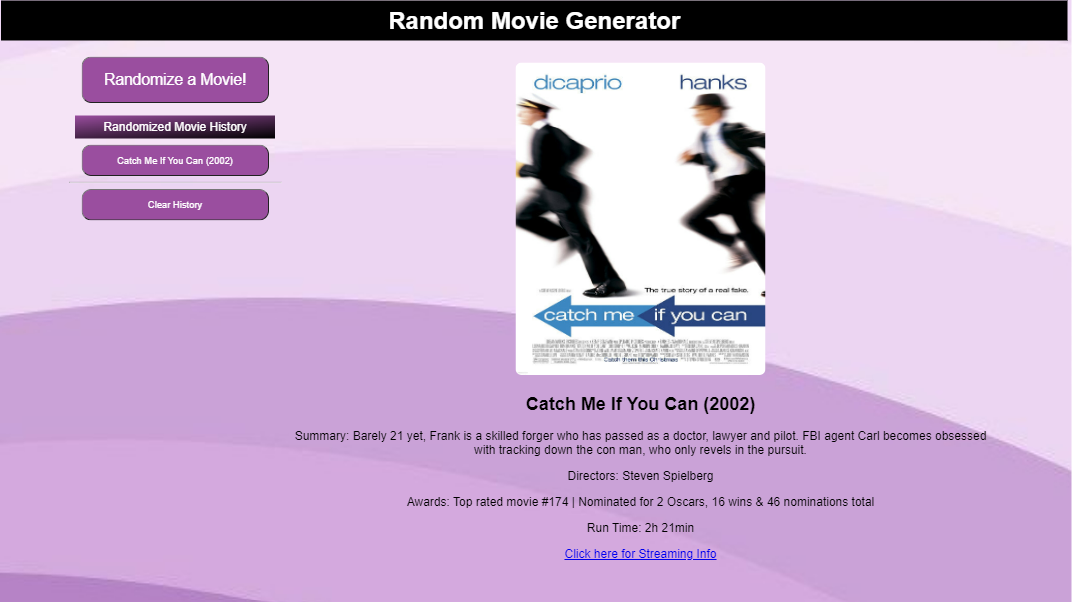 Random Movie Generator
Randomize a Movie!
Randomized Movie History
Catch Me If You Can (2002)
Clear History
dicaprio hanks
The true story of a real fake.
catch me if you can
Catch them this Christmas
Catch Me If You Can (2002)
Summary: Barely 21 yet, Frank is a skilled forger who has passed as a doctor, lawyer and pilot. FBI agent Carl becomes obsessed
with tracking down the con man, who only revels in the pursuit.
Directors: Steven Spielberg
Awards: Top rated movie #174 | Nominated for 2 Oscars, 16 wins & 46 nominations total
Run Time: 2h 21min
Click here for Streaming Info